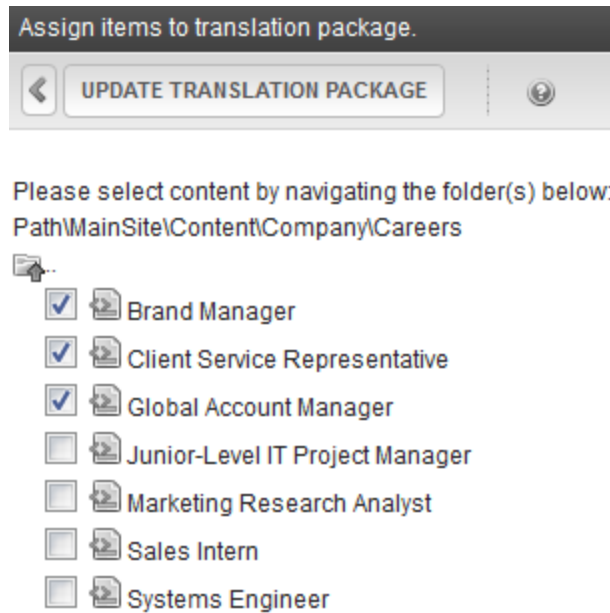 Assign items to translation package.
UPDATE TRANSLATION PACKAGE
Please select content by navigating the folder(s) below:
Path\MainSite\Content\Company\Careers
..
Brand Manager
Client Service Representative
Global Account Manager
Junior-Level IT Project Manager
Marketing Research Analyst
Sales Intern
Systems Engineer